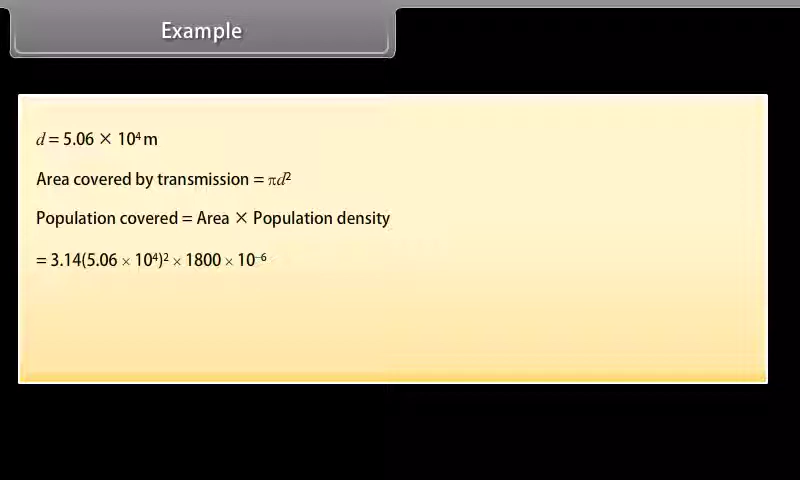 Example
d = 5.06 × 10⁴ m
Area covered by transmission = πd²
Population covered = Area × Population density
= 3.14(5.06 × 10⁴)² × 1800 × 10⁻⁶